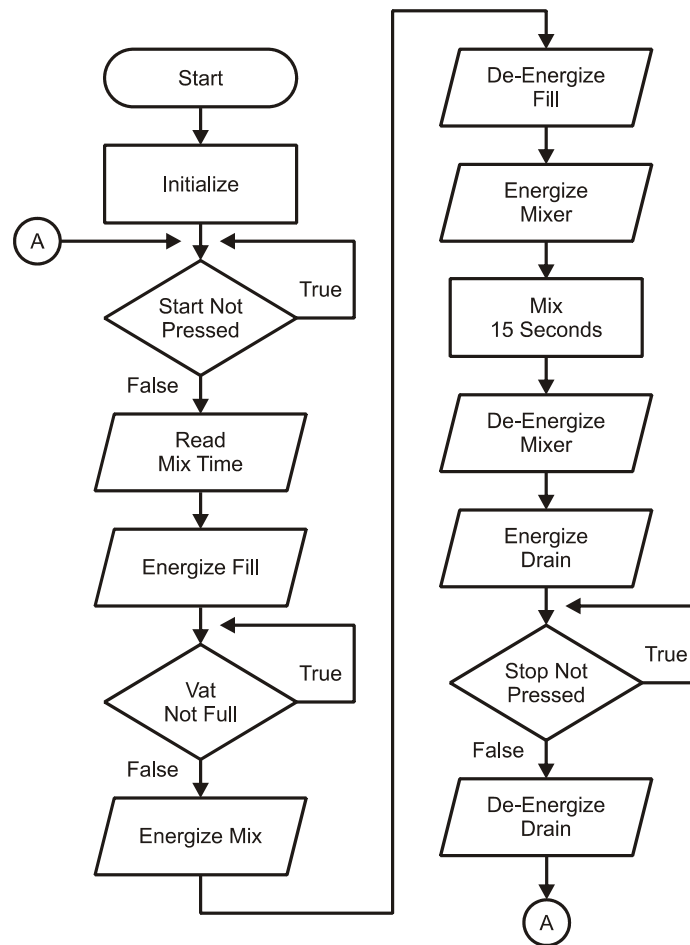 Start
Initialize
A
Start Not
Pressed
True
False
Read
Mix Time
Energize Fill
Vat
Not Full
True
False
Energize Mix
De-Energize
Fill
Energize
Mixer
Mix
15 Seconds
De-Energize
Mixer
Energize
Drain
Stop Not
Pressed
True
False
De-Energize
Drain
A